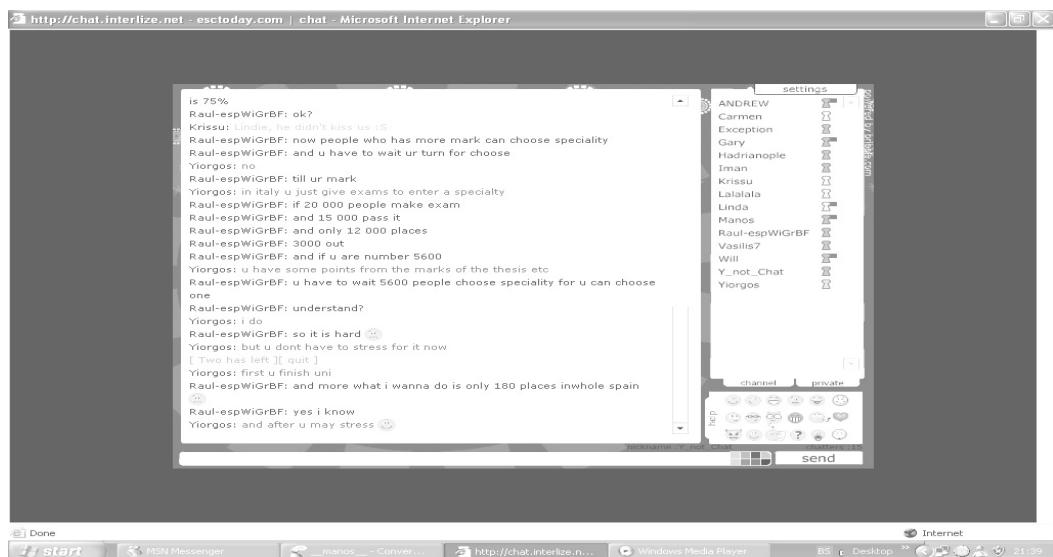 http://chat.interlize.net - esctoday.com | chat - Microsoft Internet Explorer
settings
is 75%
Raul-espWiGrBF: ok?
Krissu: Lindie, he didn't kiss us :S
Raul-espWiGrBF: now people who has more mark can choose speciality
Raul-espWiGrBF: and u have to wait ur turn for choose
Yiorgos: no
Raul-espWiGrBF: till ur mark
Yiorgos: in italy u just give exams to enter a specialty
Raul-espWiGrBF: if 20 000 people make exam
Raul-espWiGrBF: and 15 000 pass it
Raul-espWiGrBF: and only 12 000 places
Raul-espWiGrBF: 3000 out
Raul-espWiGrBF: and if u are number 5600
Yiorgos: u have some points from the marks of the thesis etc
Raul-espWiGrBF: u have to wait 5600 people choose speciality for u can choose
one
Raul-espWiGrBF: understand?
Yiorgos: i do
Raul-espWiGrBF: so it is hard
Yiorgos: but u dont have to stress for it now
[ Two has left ][ quit ]
Yiorgos: first u finish uni
Raul-espWiGrBF: and more what i wanna do is only 180 places inwhole spain
Raul-espWiGrBF: yes i know
Yiorgos: and after u may stress
ANDREW
Carmen
Exception
Gary
Hadrianople
Iman
Krissu
Lalalala
Linda
Manos
Raul-espWiGrBF
Vasilis7
Will
Y_not_Chat
Yiorgos
channel
private
help
nickname :Y_not_Chat
chatters :15
send
Done
Internet
start
MSN Messenger
__manos__ - Conver...
http://chat.interlize.n...
Windows Media Player
BS
Desktop
21:39